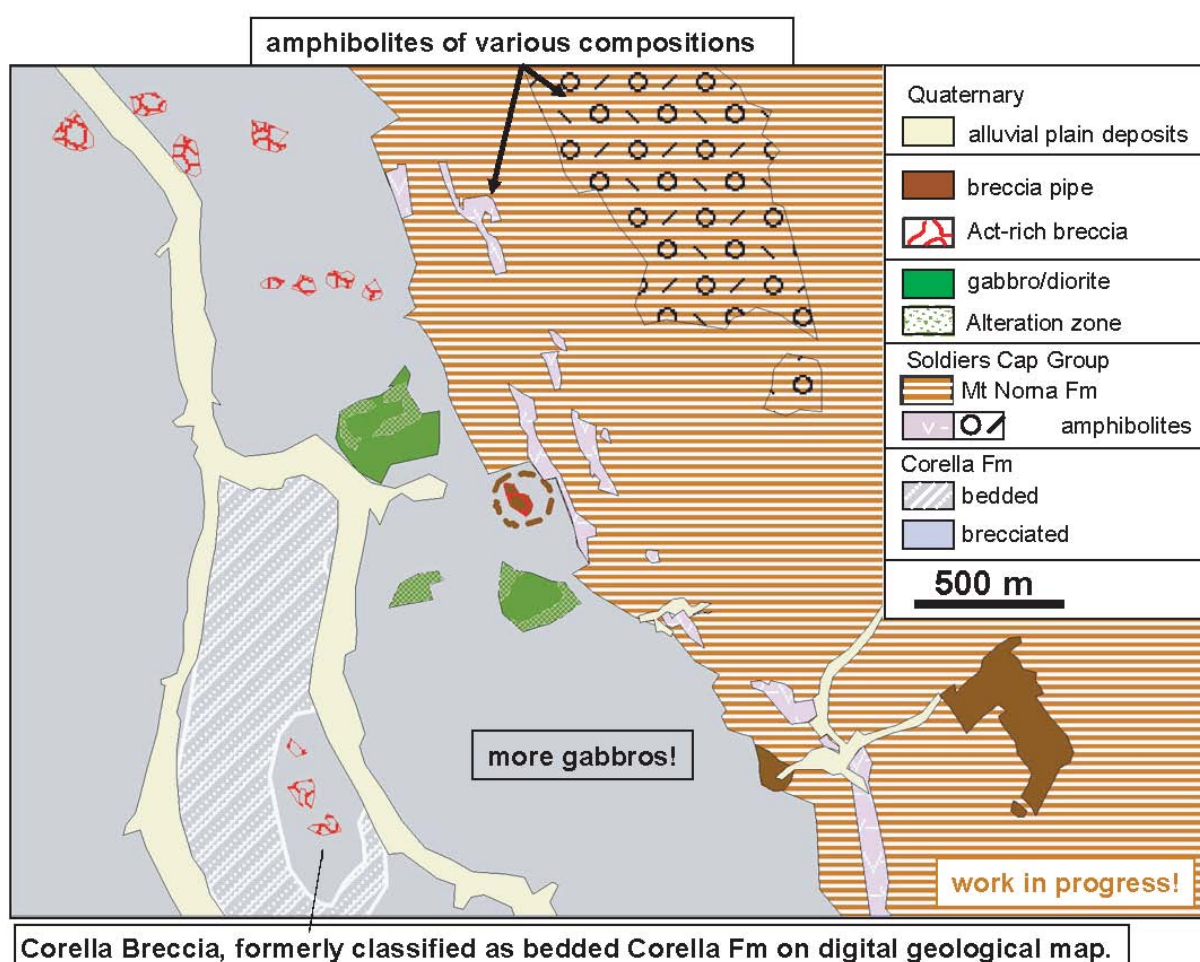 amphibolites of various compositions
Quaternary
alluvial plain deposits
breccia pipe
Act-rich breccia
gabbro/diorite
Alteration zone
Soldiers Cap Group
Mt Norna Fm
amphibolites
Corella Fm
bedded
brecciated
500 m
more gabbros!
work in progress!
Corella Breccia, formerly classified as bedded Corella Fm on digital geological map.